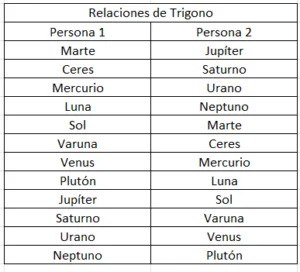 Relaciones de Trigono
Persona 1 Persona 2
Marte Jupíter
Ceres Saturno
Mercurio Urano
Luna Neptuno
Sol Marte
Varuna Ceres
Venus Mercurio
Plutón Luna
Jupíter Sol
Saturno Varuna
Urano Venus
Neptuno Plutón